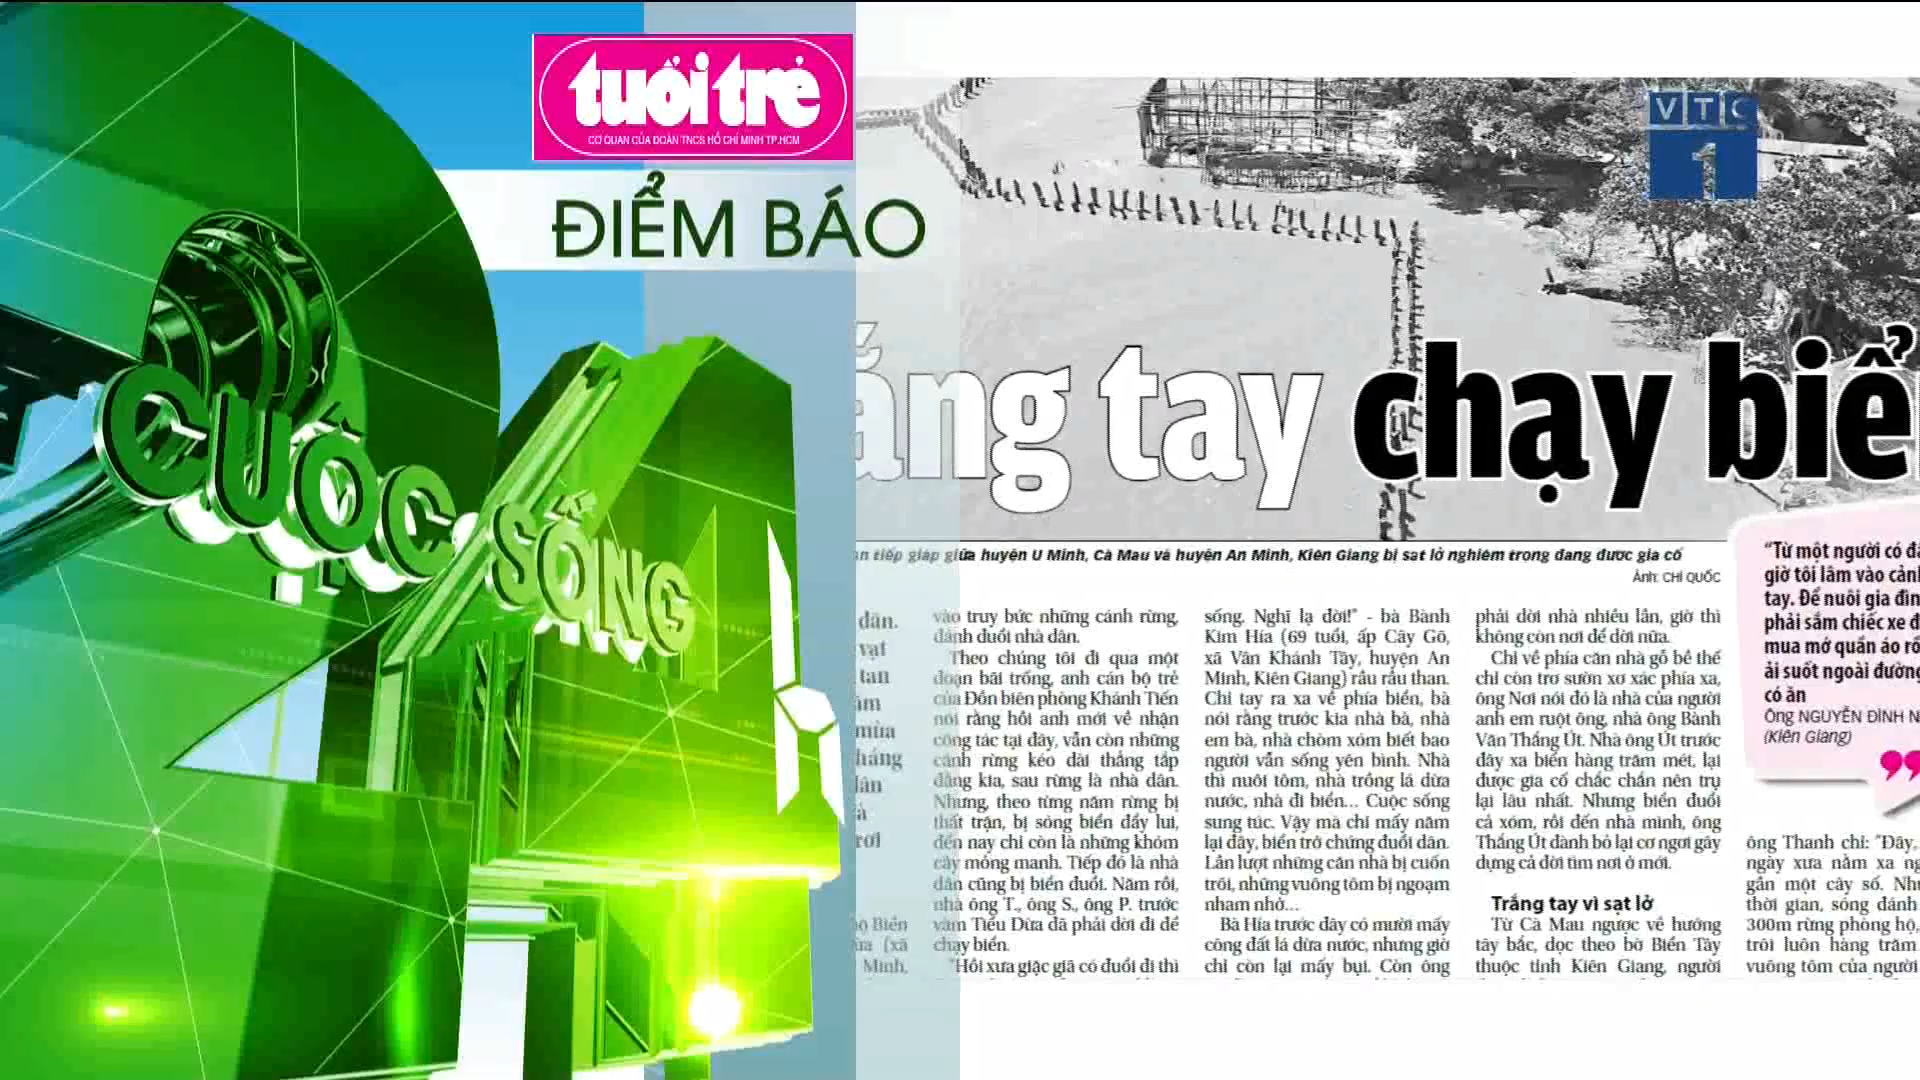 tuổi trẻ
CƠ QUAN CỦA ĐOÀN TNCS HỒ CHÍ MINH TP.HCM
ĐIỂM BÁO
VTC
1
CUỘC SỐNG
24H
tay chạy
tiếp giáp giữa huyện U Minh, Cà Mau và huyện An Minh, Kiên Giang bị sạt lở nghiêm trọng đang được gia cố
Ảnh: CHÍ QUỐC
dân.
vạt
tan
mùa
Biển
(xã
Minh,
vào truy bức những cánh rừng,
đánh đuổi nhà dân.
Theo chúng tôi đi qua một
đoạn bãi trống, anh cán bộ trẻ
của Đồn biên phòng Khánh Tiến
nói rằng hồi anh mới về nhận
công tác tại đây, vẫn còn những
cánh rừng kéo dài thẳng tắp
đằng kia, sau rừng là nhà dân.
Nhưng, theo từng năm rừng bị
thất trận, bị sóng biển đẩy lui,
đến nay chỉ còn là những khóm
cây mỏng manh. Tiếp đó là nhà
dân cũng bị biển đuổi. Năm rồi,
nhà ông T., ông S., ông P. trước
vàm Tiểu Dừa đã phải dời đi để
chạy biển.
"Hồi xưa giặc giã có đuổi đi thì
sống. Nghĩ lạ đời!" - bà Bành
Kim Hía (69 tuổi, ấp Cây Gõ,
xã Vân Khánh Tây, huyện An
Minh, Kiên Giang) rầu rầu than.
Chỉ tay ra xa về phía biển, bà
nói rằng trước kia nhà bà, nhà
em bà, nhà chòm xóm biết bao
người vẫn sống yên bình. Nhà
thì nuôi tôm, nhà trồng lá dừa
nước, nhà đi biển... Cuộc sống
sung túc. Vậy mà chỉ mấy năm
lại đây, biển trở chứng đuổi dân.
Lần lượt những căn nhà bị cuốn
trôi, những vuông tôm bị ngoạm
nham nhở...
Bà Hía trước đây có mười mấy
công đất lá dừa nước, nhưng giờ
chỉ còn lại mấy bụi. Còn ông
phải dời nhà nhiều lần, giờ thì
không còn nơi để dời nữa.
Chỉ về phía căn nhà gỗ bề thế
chỉ còn trơ sườn xơ xác phía xa,
ông Nơi nói đó là nhà của người
anh em ruột ông, nhà ông Bành
Văn Thắng Út. Nhà ông Út trước
đây xa biển hàng trăm mét, lại
được gia cố chắc chắn nên trụ
lại lâu nhất. Nhưng biển đuổi
cả xóm, rồi đến nhà mình, ông
Thắng Út đành bỏ lại cơ ngơi gây
dựng cả đời tìm nơi ở mới.
Trắng tay vì sạt lở
Từ Cà Mau ngược về hướng
tây bắc, dọc theo bờ Biển Tây
thuộc tỉnh Kiên Giang, người
"Từ một người có
giờ tôi lâm vào
tay. Để nuôi gia
phải sắm chiếc xe
mua mớ quần áo
ải suốt ngoài
có ăn
Ông NGUYỄN ĐÌNH
(Kiên Giang)
ông Thanh chỉ: "Đây,
ngày xưa nằm xa
gần một cây số.
thời gian, sóng đánh
300m rừng phòng hộ,
trôi luôn hàng trăm
vuông tôm của người